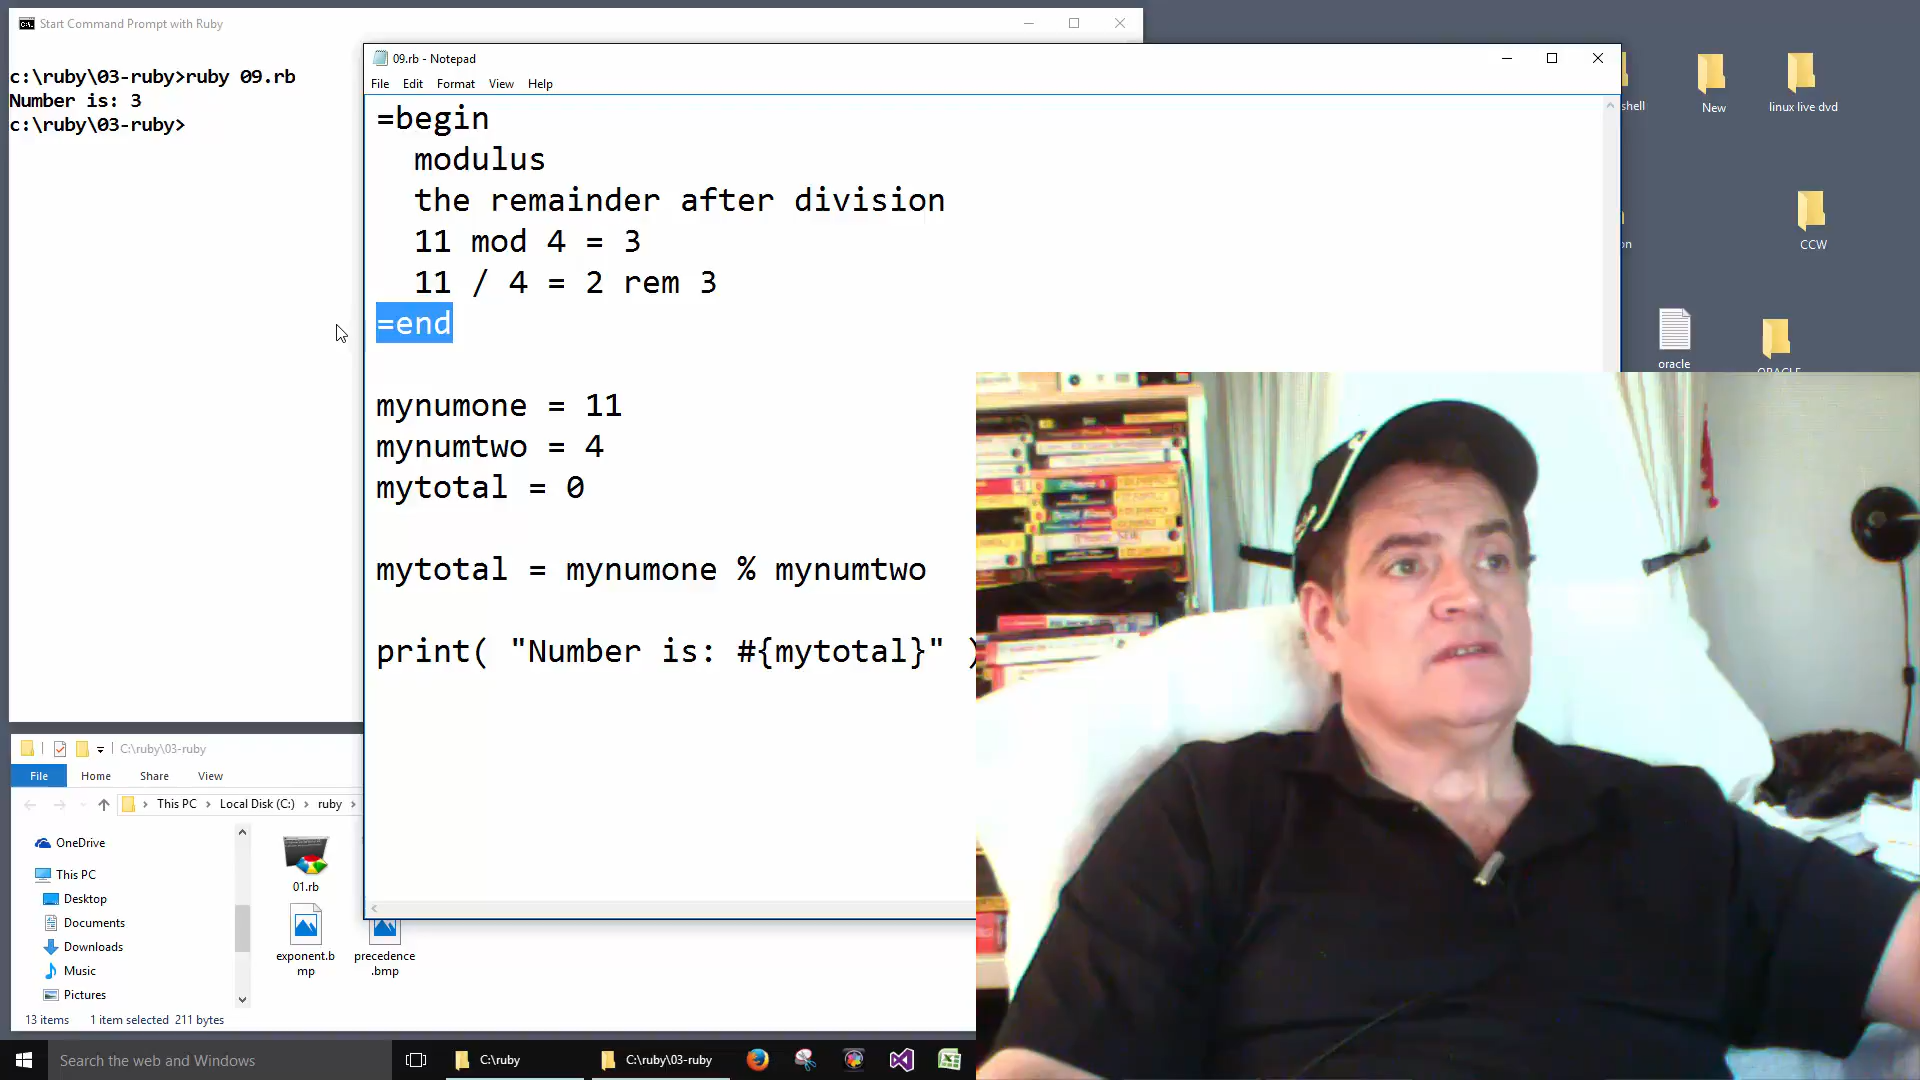 Start Command Prompt with Ruby
c:\ruby\03-ruby>ruby 09.rb
Number is: 3
c:\ruby\03-ruby>
09.rb - Notepad
File Edit Format View Help
=begin
modulus
the remainder after division
11 mod 4 = 3
11 / 4 = 2 rem 3
=end
mynumone = 11
mynumtwo = 4
mytotal = 0
mytotal = mynumone % mynumtwo
print( "Number is: #{mytotal}" )
shell
New
linux live dvd
CCW
on
oracle
ORACLE
C:\ruby\03-ruby
File Home Share View
This PC > Local Disk (C:) > ruby >
OneDrive
This PC
Desktop
Documents
Downloads
Music
Pictures
01.rb
exponent.b
mp
precedence
.bmp
13 items 1 item selected 211 bytes
Search the web and Windows
C:\ruby
C:\ruby\03-ruby